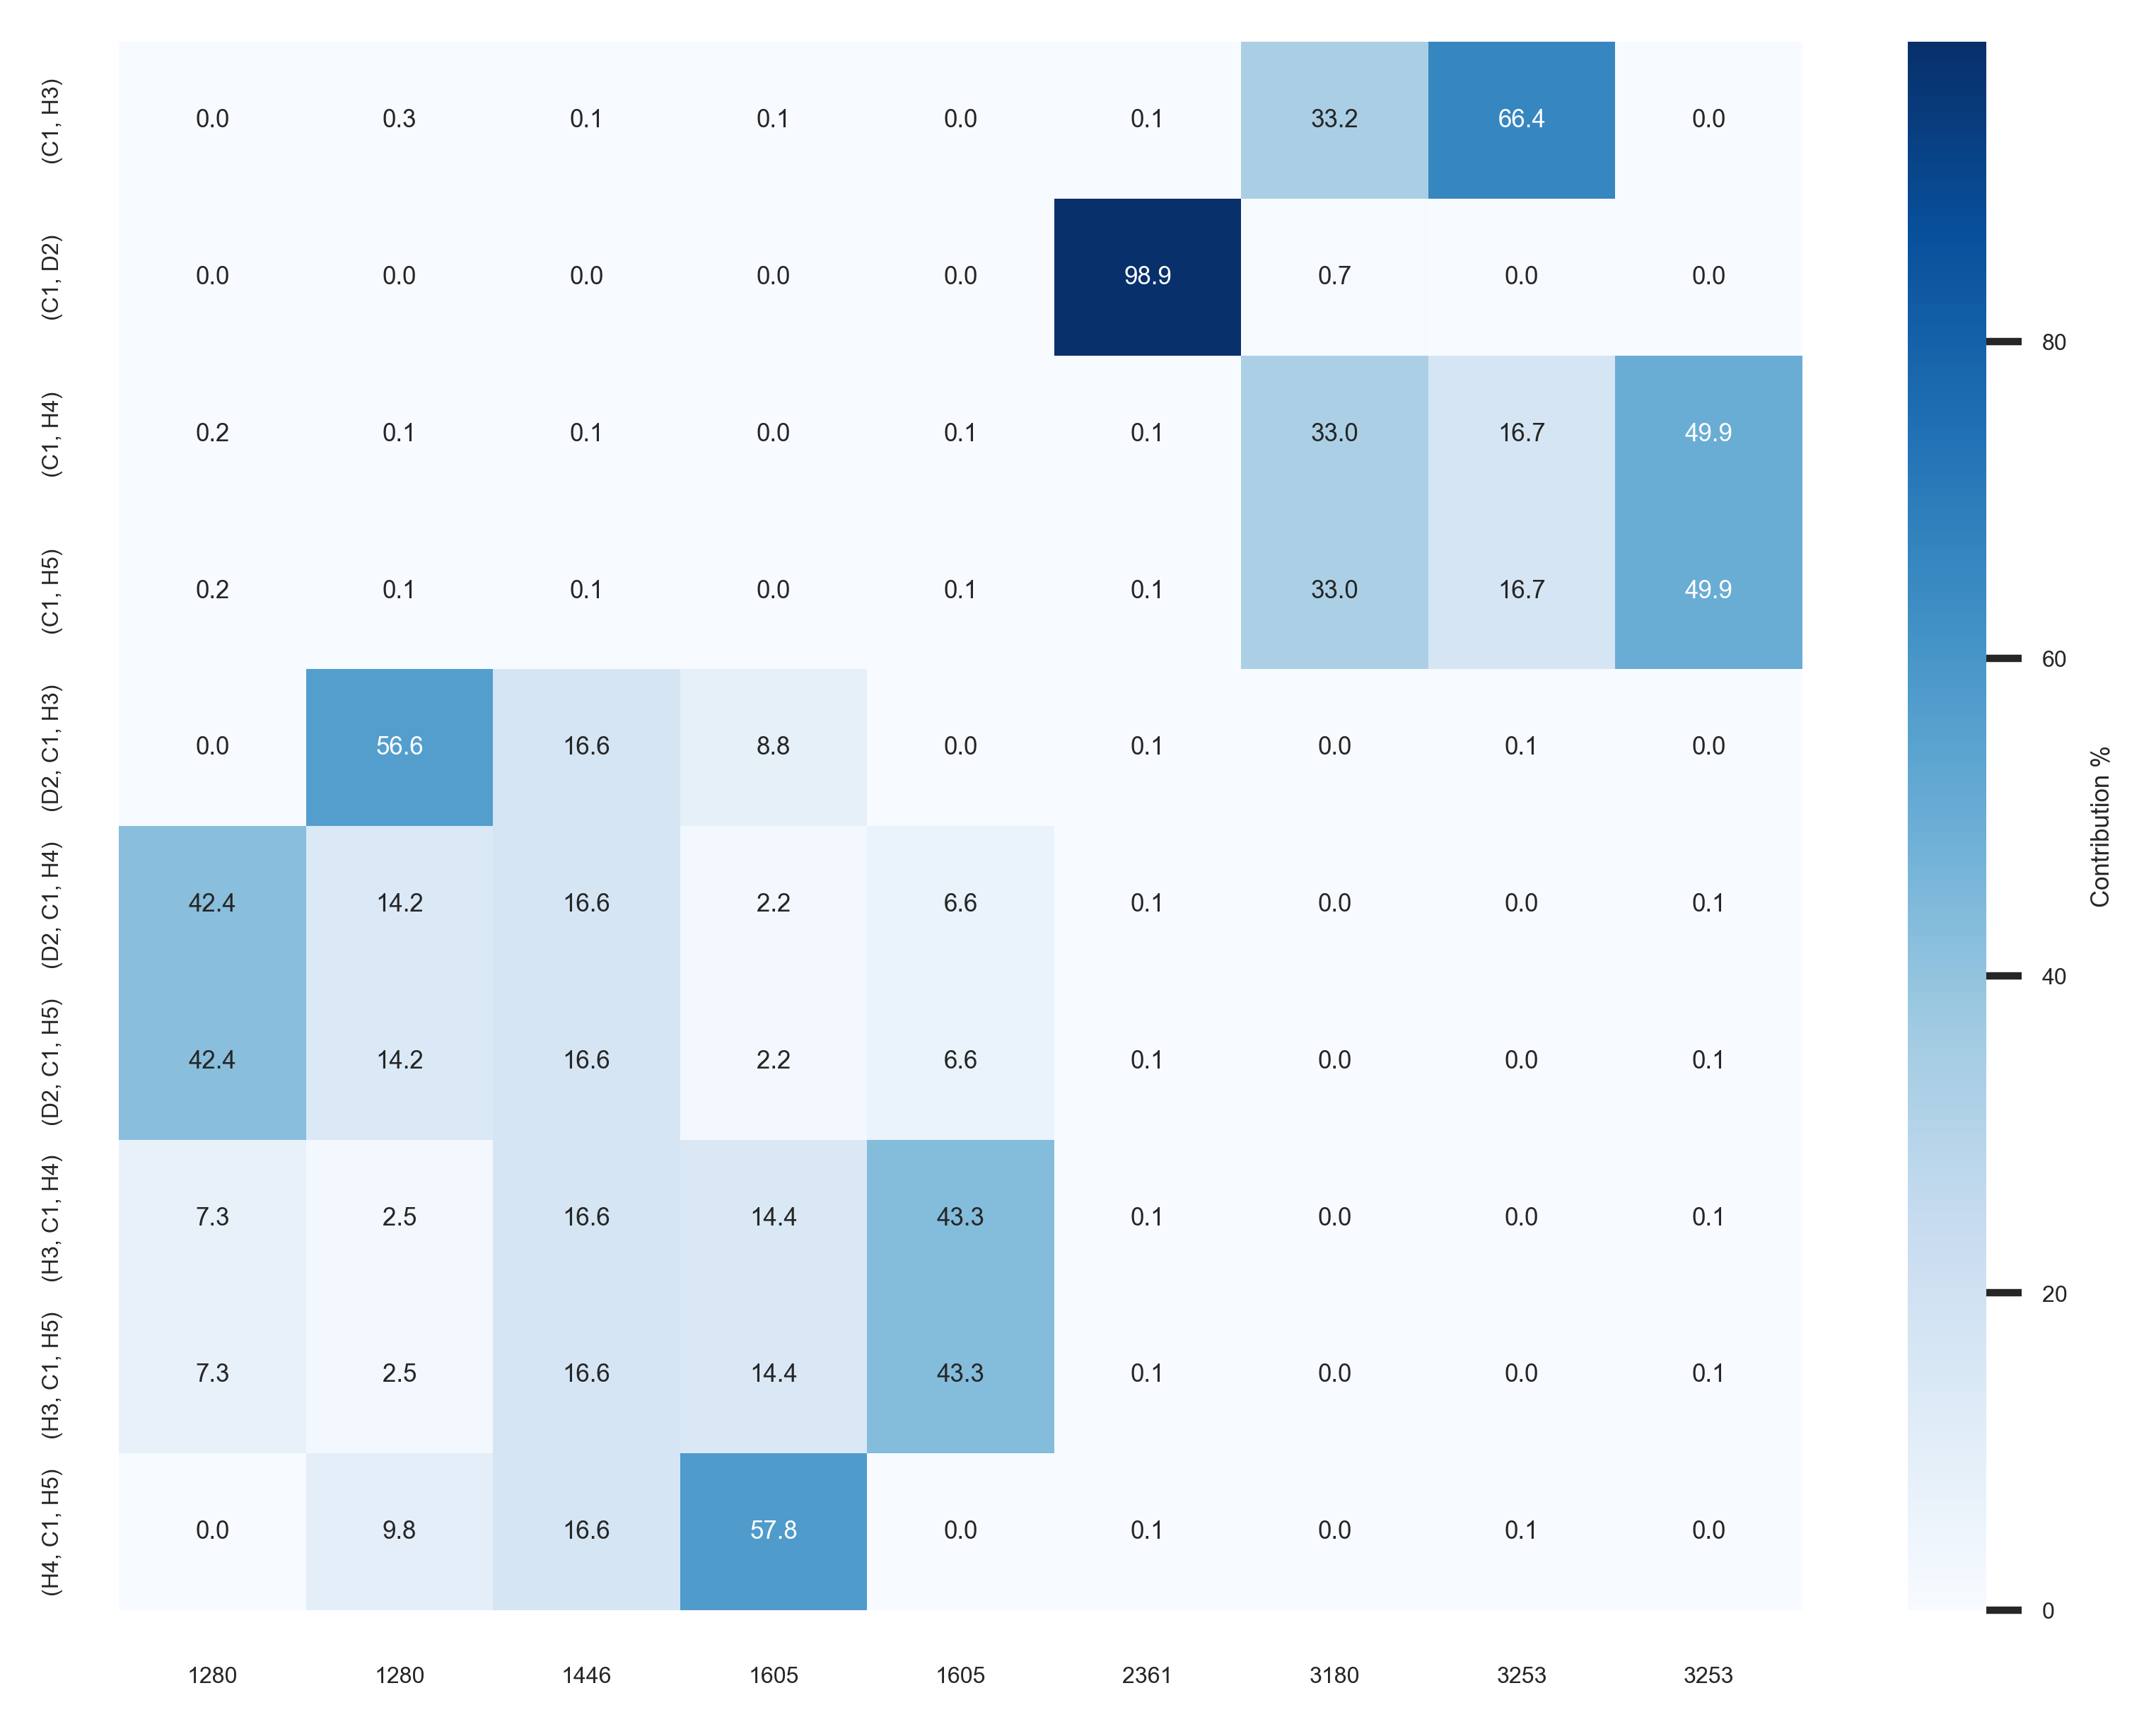 (C1, H3) 0.0 0.3 0.1 0.1 0.0 0.1 33.2 66.4 0.0
(C1, D2) 0.0 0.0 0.0 0.0 0.0 98.9 0.7 0.0 0.0
(C1, H4) 0.2 0.1 0.1 0.0 0.1 0.1 33.0 16.7 49.9
(C1, H5) 0.2 0.1 0.1 0.0 0.1 0.1 33.0 16.7 49.9
(D2, C1, H3) 0.0 56.6 16.6 8.8 0.0 0.1 0.0 0.1 0.0
(D2, C1, H4) 42.4 14.2 16.6 2.2 6.6 0.1 0.0 0.0 0.1
(D2, C1, H5) 42.4 14.2 16.6 2.2 6.6 0.1 0.0 0.0 0.1
(H3, C1, H4) 7.3 2.5 16.6 14.4 43.3 0.1 0.0 0.0 0.1
(H3, C1, H5) 7.3 2.5 16.6 14.4 43.3 0.1 0.0 0.0 0.1
(H4, C1, H5) 0.0 9.8 16.6 57.8 0.0 0.1 0.0 0.1 0.0
1280 1280 1446 1605 1605 2361 3180 3253 3253
80
60
40
20
0
Contribution %